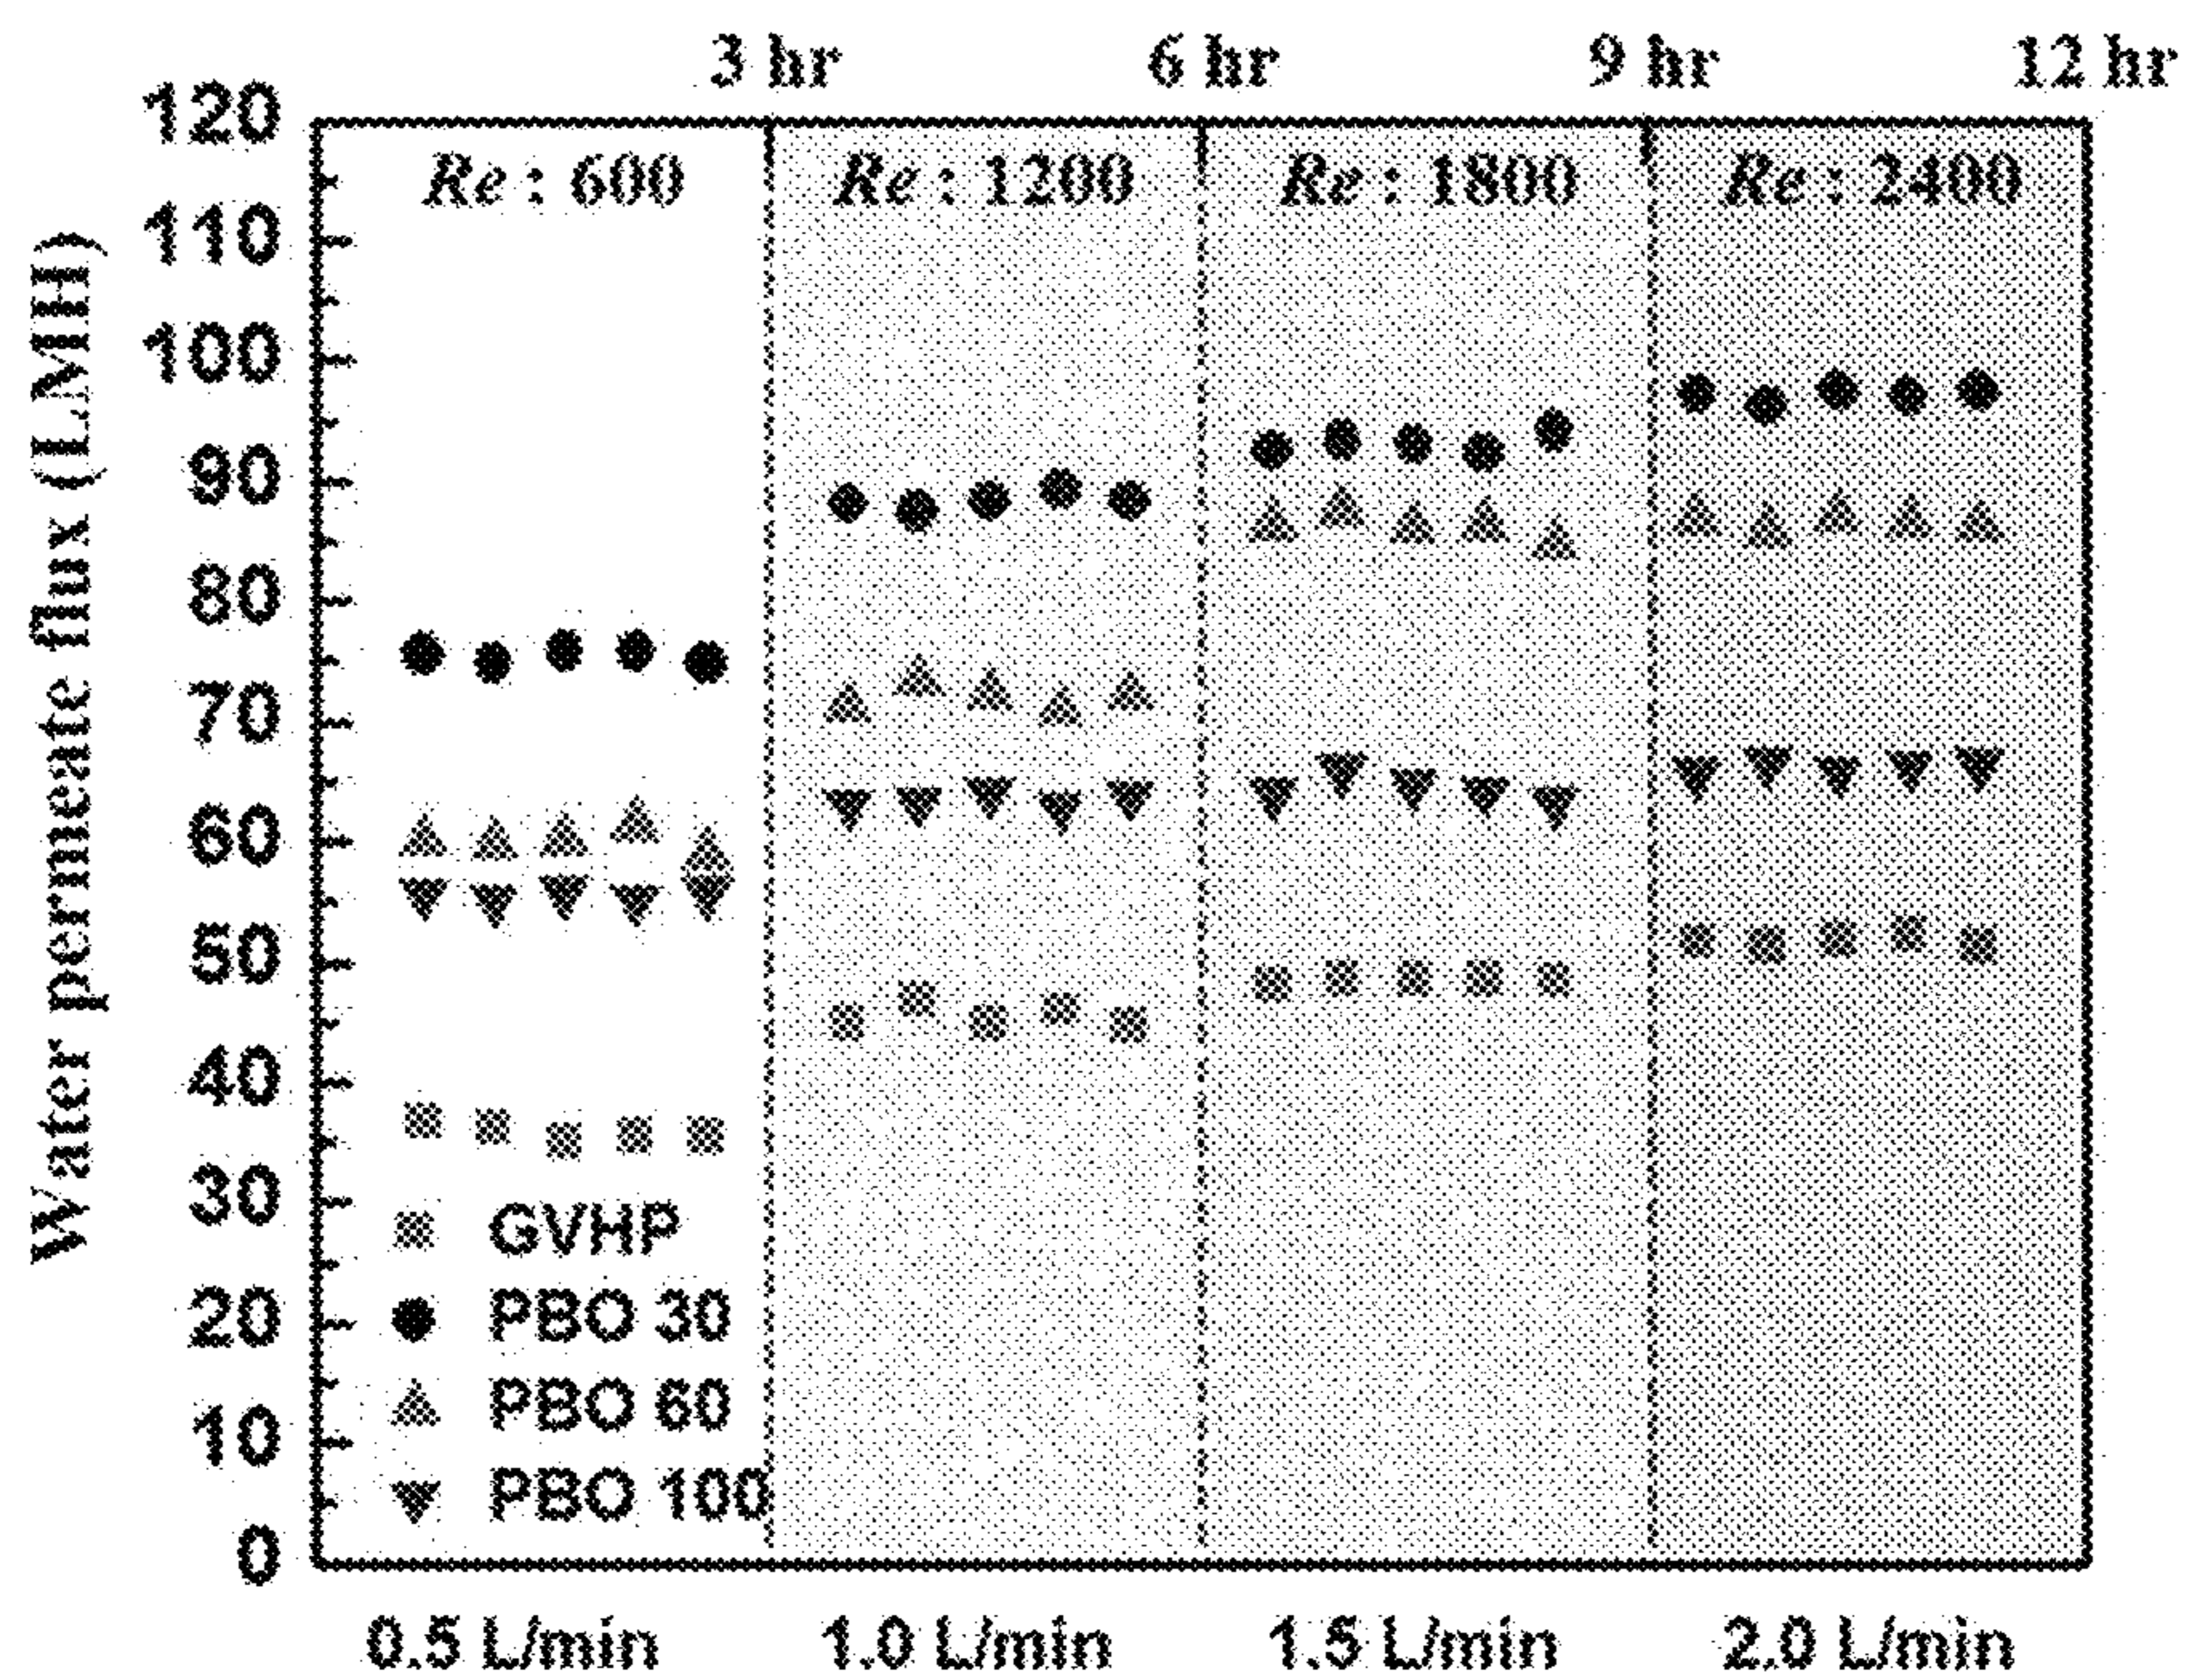 3 hr 6 hr 9 hr 12 hr
Re : 600 Re : 1200 Re : 1800 Re : 2400
Water permeate flux (LMH)
120
110
100
90
80
70
60
50
40
30
20
10
0
GVHP
PBO 30
PBO 60
PBO 100
0.5 L/min 1.0 L/min 1.5 L/min 2.0 L/min